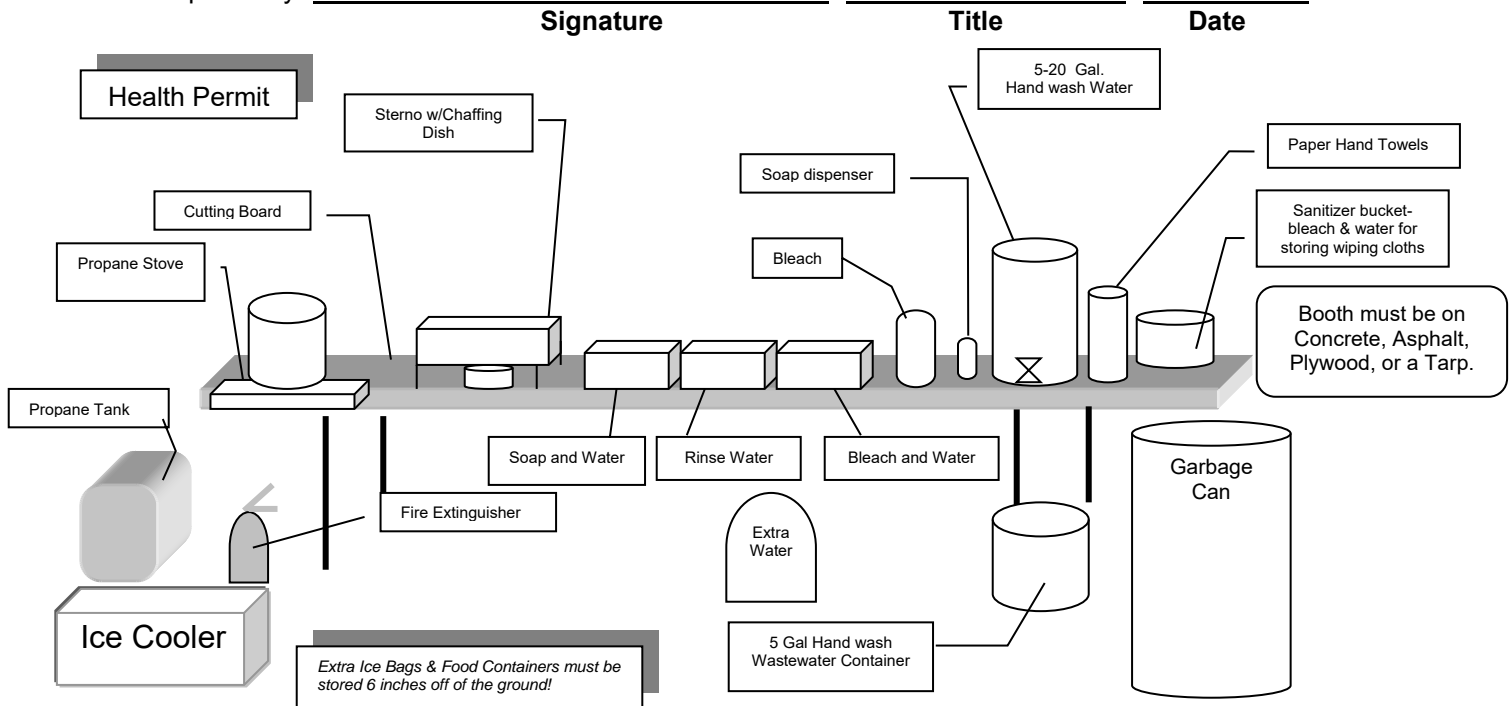 Signature Title Date
Health Permit
5-20 Gal.
Hand wash Water
Sterno w/Chaffing
Dish
Paper Hand Towels
Soap dispenser
Cutting Board
Sanitizer bucket-
bleach & water for
storing wiping cloths
Propane Stove
Bleach
Booth must be on
Concrete, Asphalt,
Plywood, or a Tarp.
Propane Tank
Soap and Water
Rinse Water
Bleach and Water
Garbage
Can
Fire Extinguisher
Extra
Water
Ice Cooler
5 Gal Hand wash
Wastewater Container
Extra Ice Bags & Food Containers must be
stored 6 inches off of the ground!